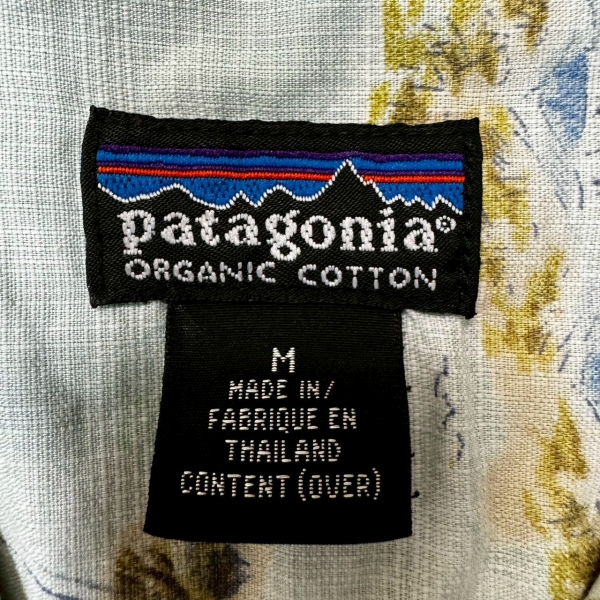 patagonia®
ORGANIC COTTON
M
MADE IN/
FABRIQUE EN
THAILAND
CONTENT (OVER)